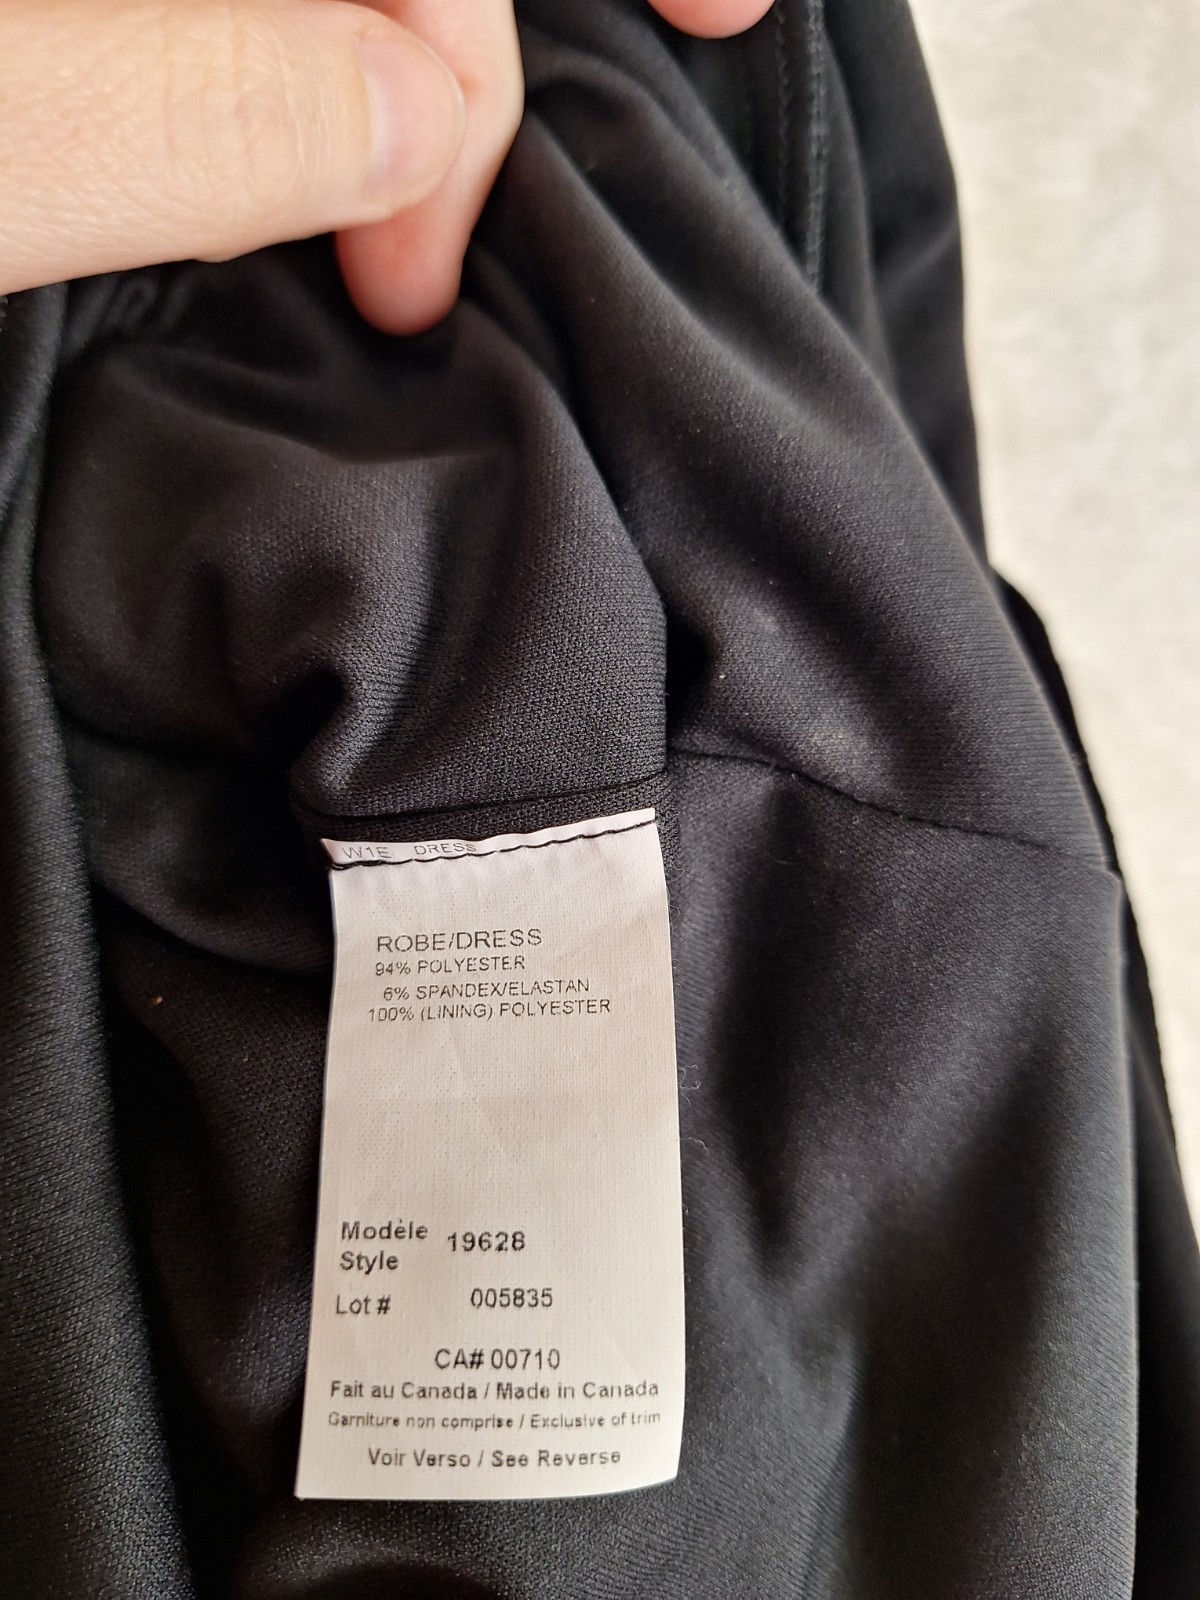 W1E DRESS
ROBE/DRESS
94% POLYESTER
6% SPANDEX/ELASTAN
100% (LINING) POLYESTER
Modèle
Style 19628
Lot # 005835
CA# 00710
Fait au Canada / Made in Canada
Garniture non comprise / Exclusive of trim
Voir Verso / See Reverse